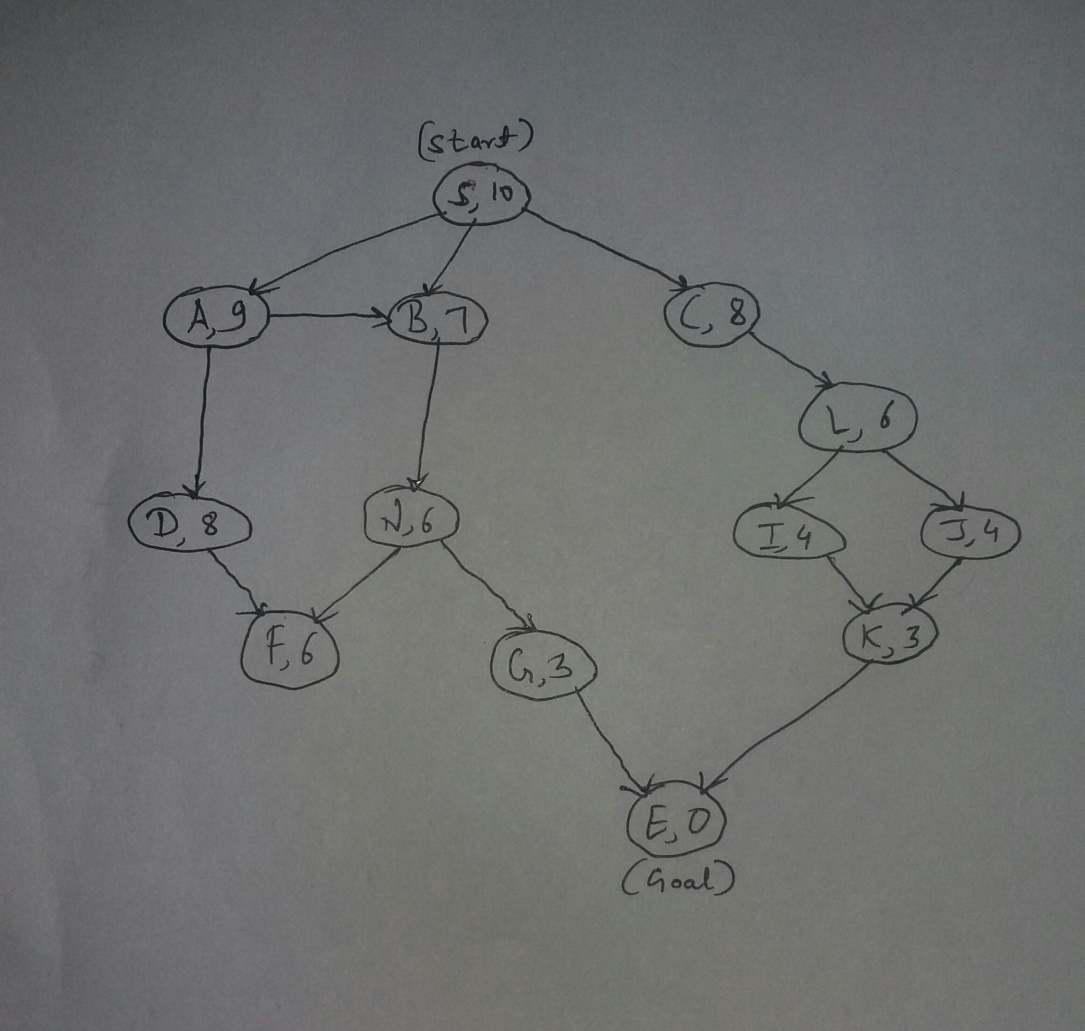 (Start)
S, 10
A, 9
B, 7
C, 8
L, 6
D, 8
N, 6
I, 4
J, 4
F, 6
G, 3
K, 3
E, 0
(Goal)